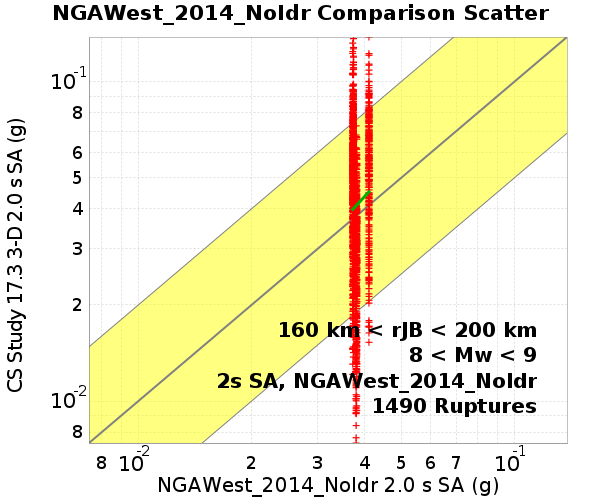 NGAWest_2014_NoIdr Comparison Scatter
CS Study 17.3 3-D 2.0 s SA (g)
10-1
8
6
5
4
3
2
10-2
8
160 km < rJB < 200 km
8 < Mw < 9
2s SA, NGAWest_2014_NoIdr
1490 Ruptures
8 10-2 2 3 4 5 6 8 10-1
NGAWest_2014_NoIdr 2.0 s SA (g)